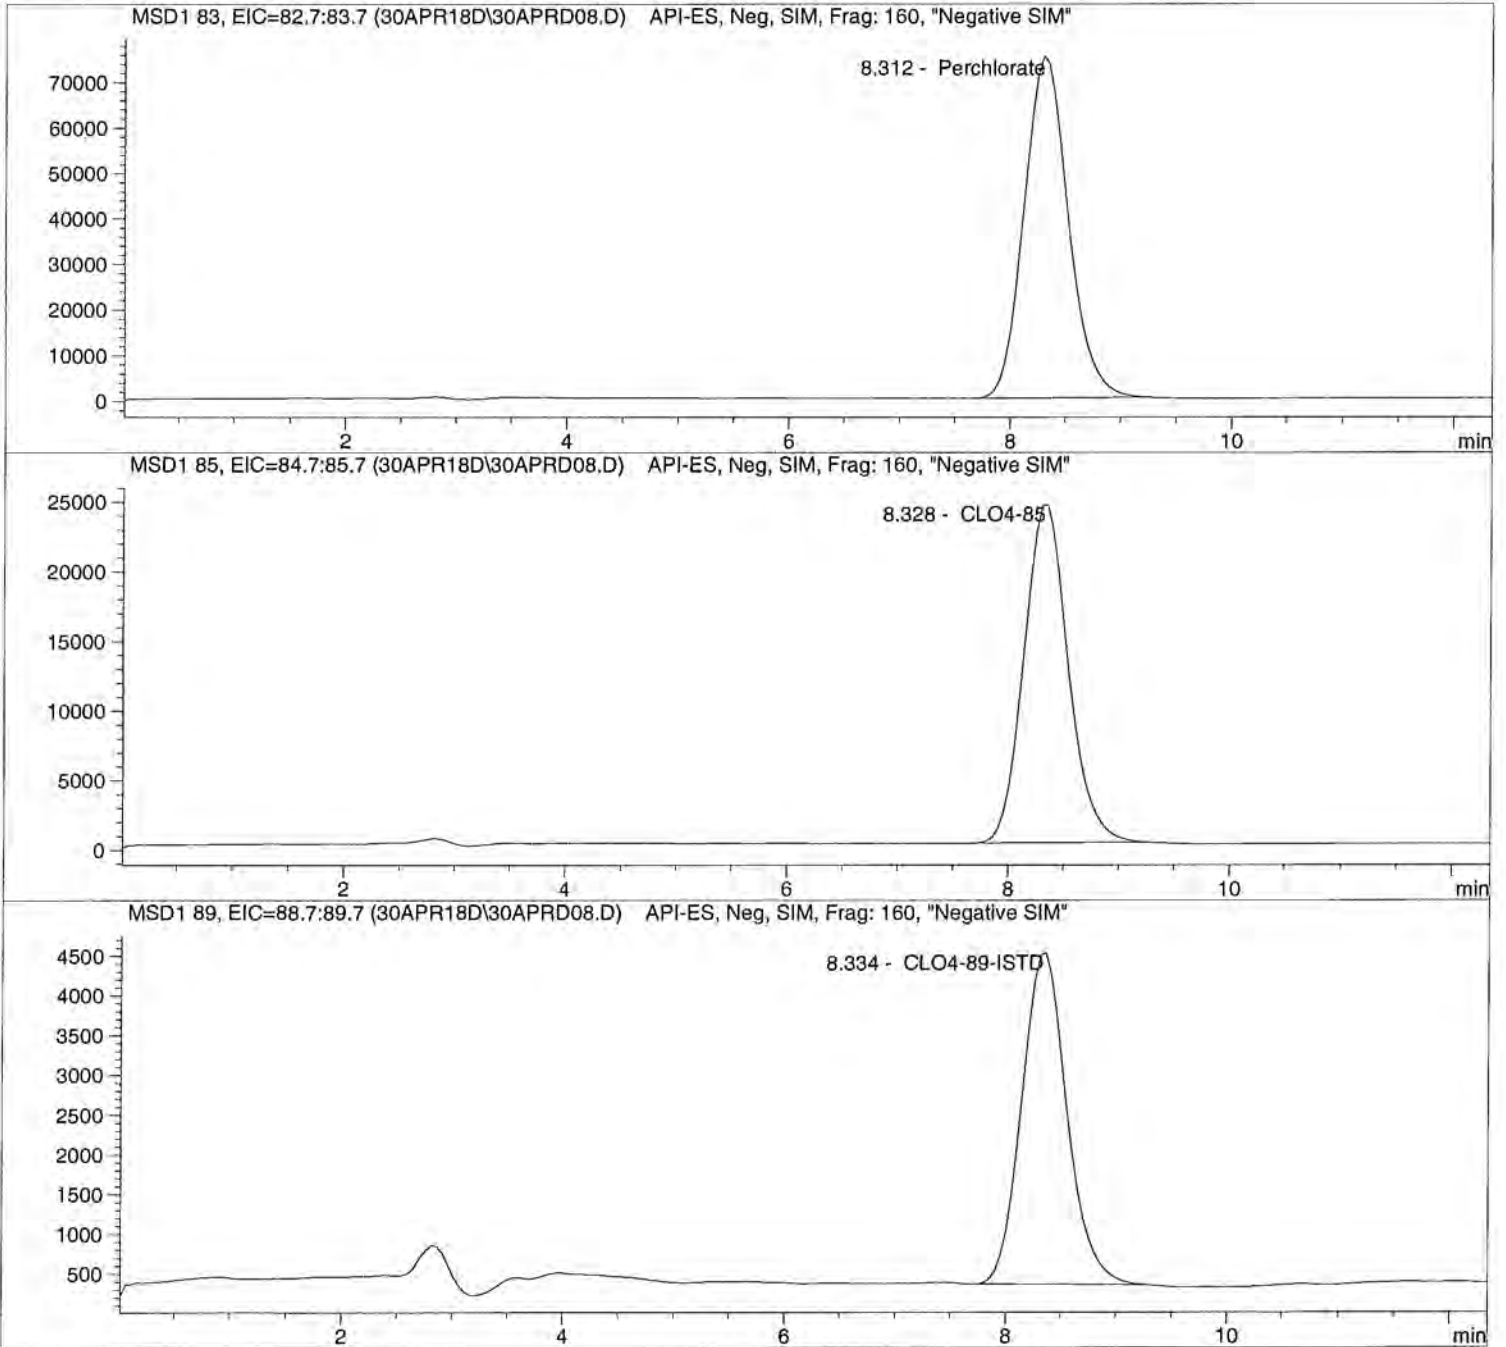 MSD1 83, EIC=82.7:83.7 (30APR18D\30APRD08.D) API-ES, Neg, SIM, Frag: 160, "Negative SIM"
8.312 - Perchlorate
70000
60000
50000
40000
30000
20000
10000
0
2 4 6 8 10 min
MSD1 85, EIC=84.7:85.7 (30APR18D\30APRD08.D) API-ES, Neg, SIM, Frag: 160, "Negative SIM"
25000
8.328 - CLO4-85
20000
15000
10000
5000
0
2 4 6 8 10 min
MSD1 89, EIC=88.7:89.7 (30APR18D\30APRD08.D) API-ES, Neg, SIM, Frag: 160, "Negative SIM"
4500
8.334 - CLO4-89-ISTD
4000
3500
3000
2500
2000
1500
1000
500
2 4 6 8 10 min